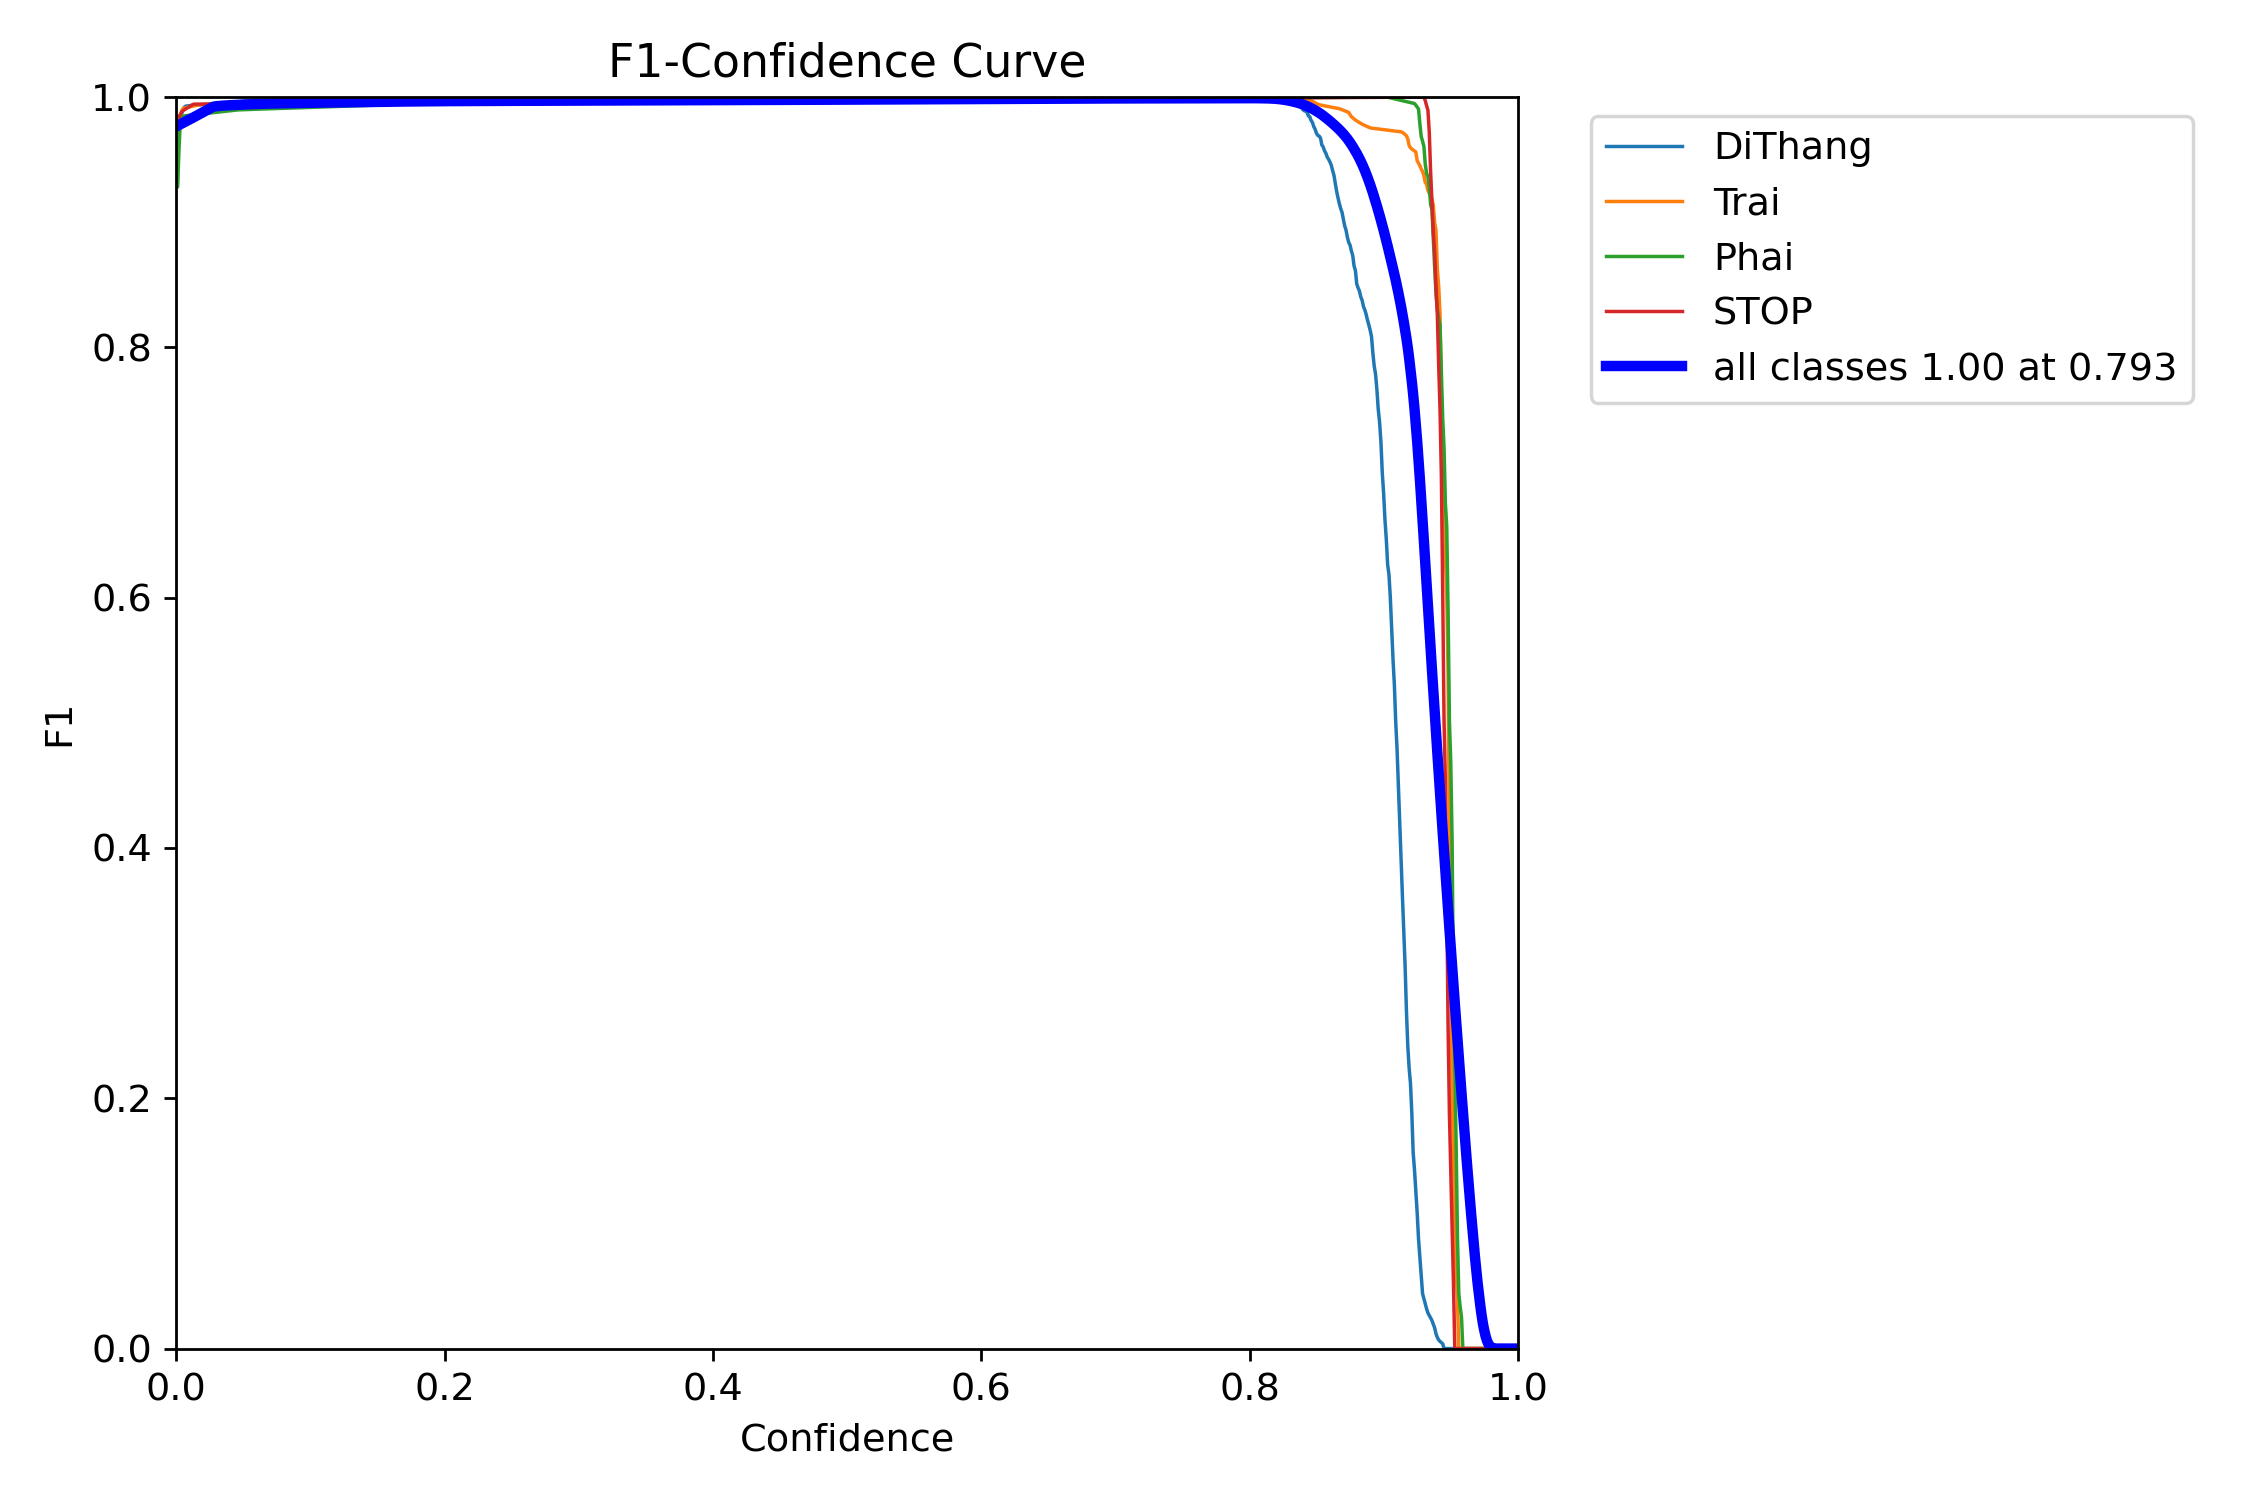 F1-Confidence Curve
1.0
0.8
0.6
0.4
0.2
0.0
F1
0.0 0.2 0.4 0.6 0.8 1.0
Confidence
DiThang
Trai
Phai
STOP
all classes 1.00 at 0.793